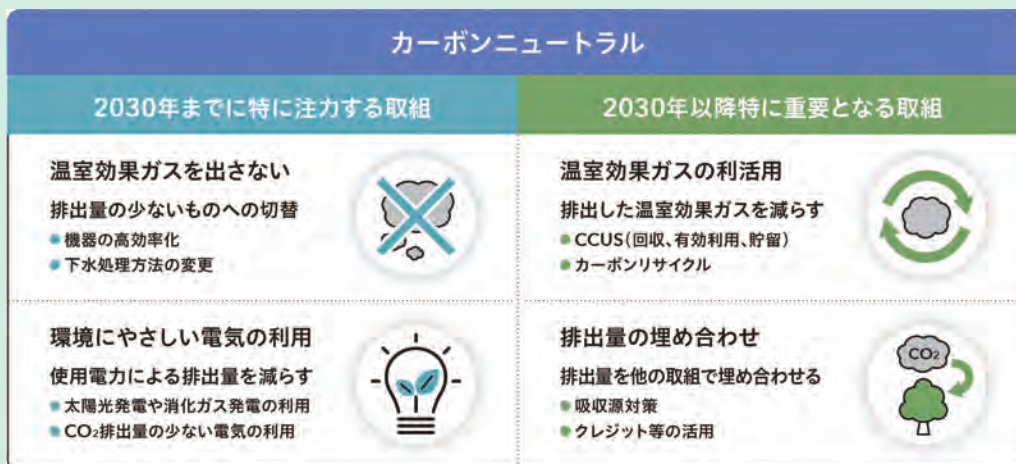 カーボンニュートラル
2030年までに特に注力する取組
2030年以降特に重要となる取組
温室効果ガスを出さない
排出量の少ないものへの切替
機器の高効率化
下水処理方法の変更
温室効果ガスの利活用
排出した温室効果ガスを減らす
CCUS(回収、有効利用、貯留)
カーボンリサイクル
環境にやさしい電気の利用
使用電力による排出量を減らす
太陽光発電や消化ガス発電の利用
CO₂排出量の少ない電気の利用
排出量の埋め合わせ
排出量を他の取組で埋め合わせる
吸収源対策
クレジット等の活用
CO₂